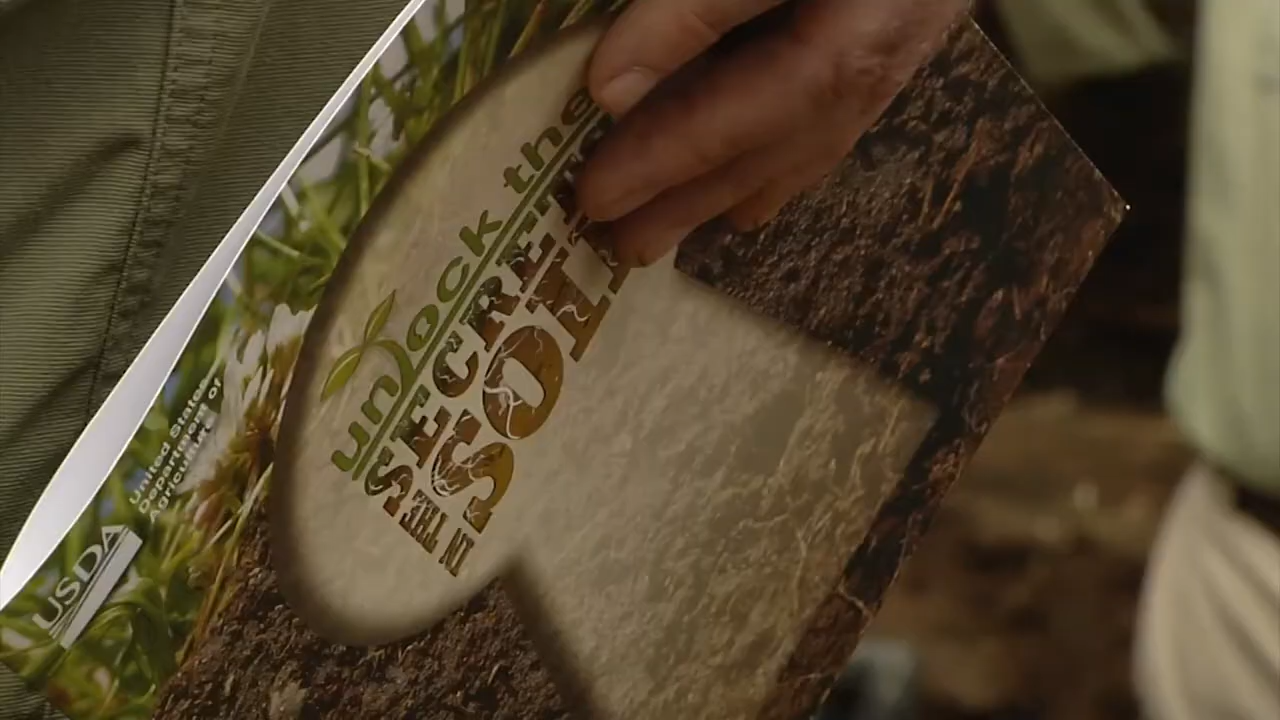 USDA
United States
Department of
Agriculture
unlock the
SECRETS
IN THE
SOIL